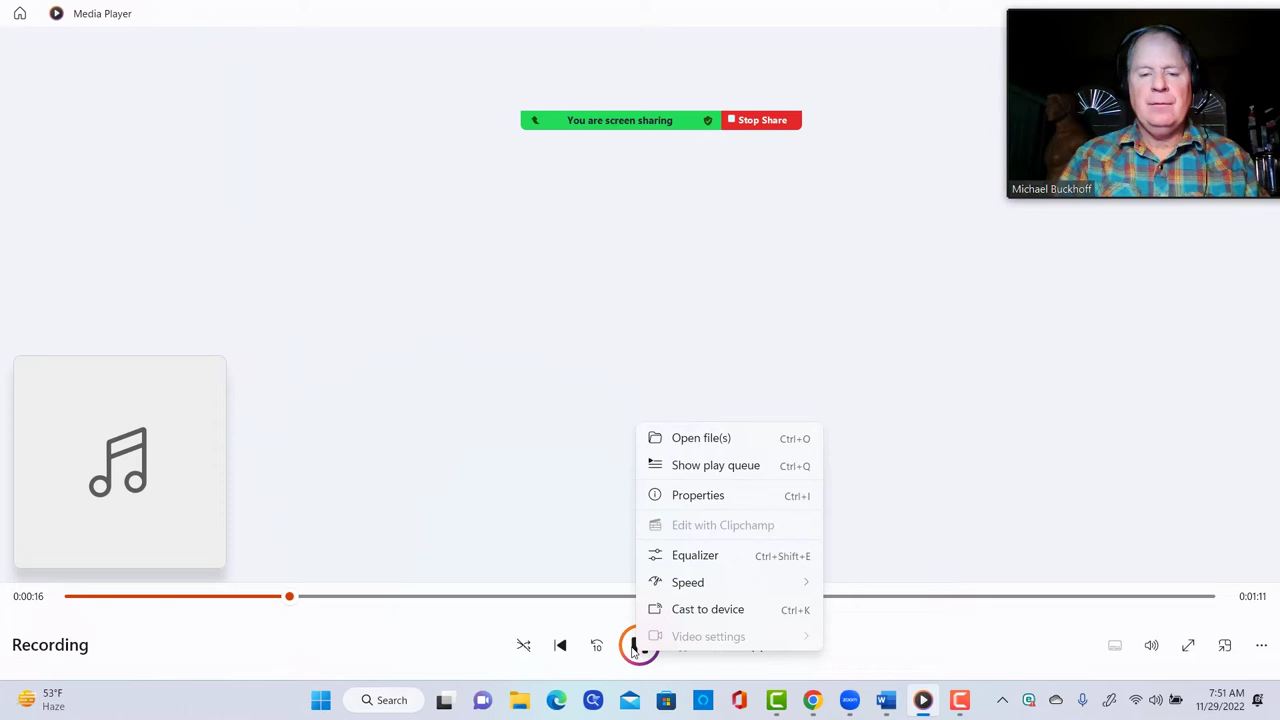 Media Player
You are screen sharing
Stop Share
Michael Buckhoff
Open file(s) Ctrl+O
Show play queue Ctrl+Q
Properties Ctrl+I
Edit with Clipchamp
Equalizer Ctrl+Shift+E
Speed
Cast to device Ctrl+K
Video settings
0:00:16
0:01:11
Recording
10
53°F
Haze
Search
7:51 AM
11/29/2022